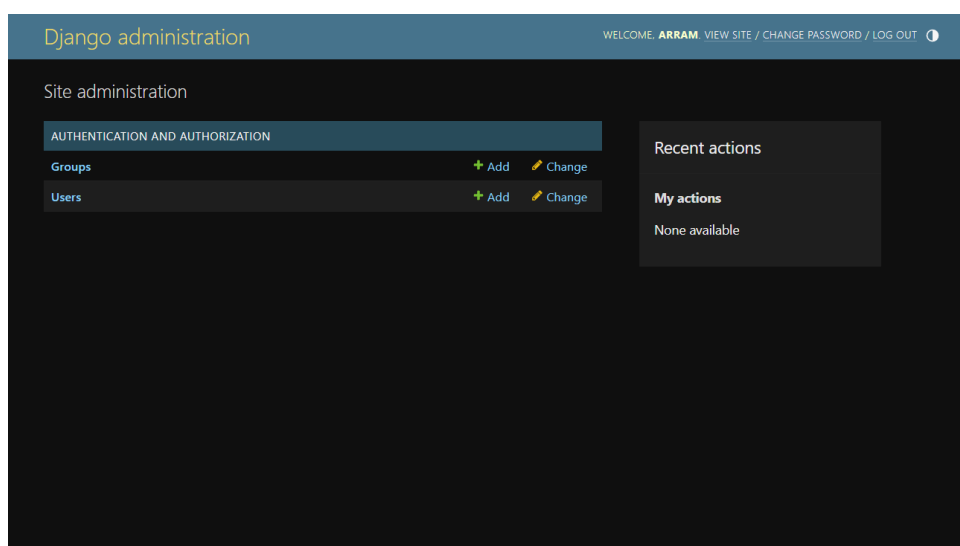 Django administration
WELCOME, ARRAM. VIEW SITE / CHANGE PASSWORD / LOG OUT
Site administration
AUTHENTICATION AND AUTHORIZATION
Groups + Add Change
Users + Add Change
Recent actions
My actions
None available